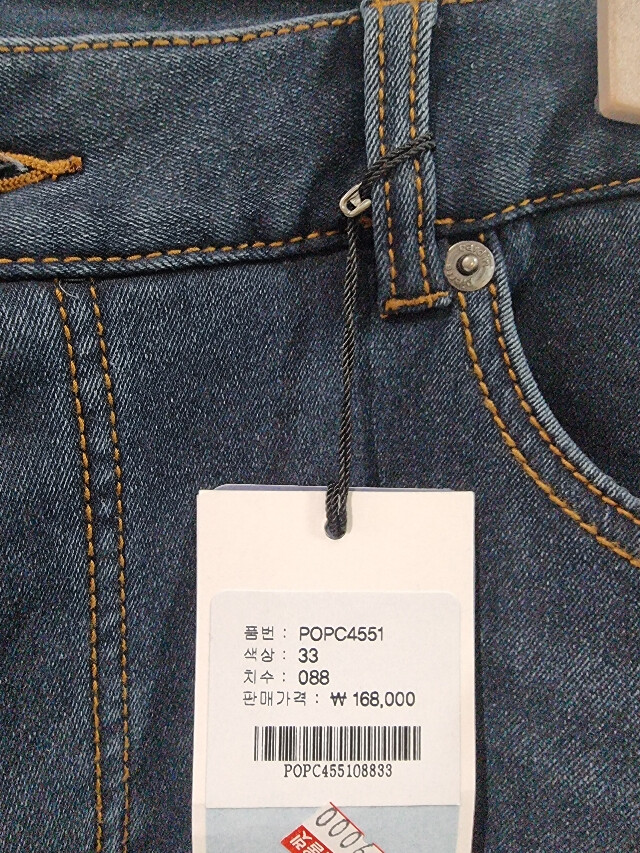 품번 : POPC4551
색상 : 33
치수 : 088
판매가격 : ₩ 168,000
POPC455108833